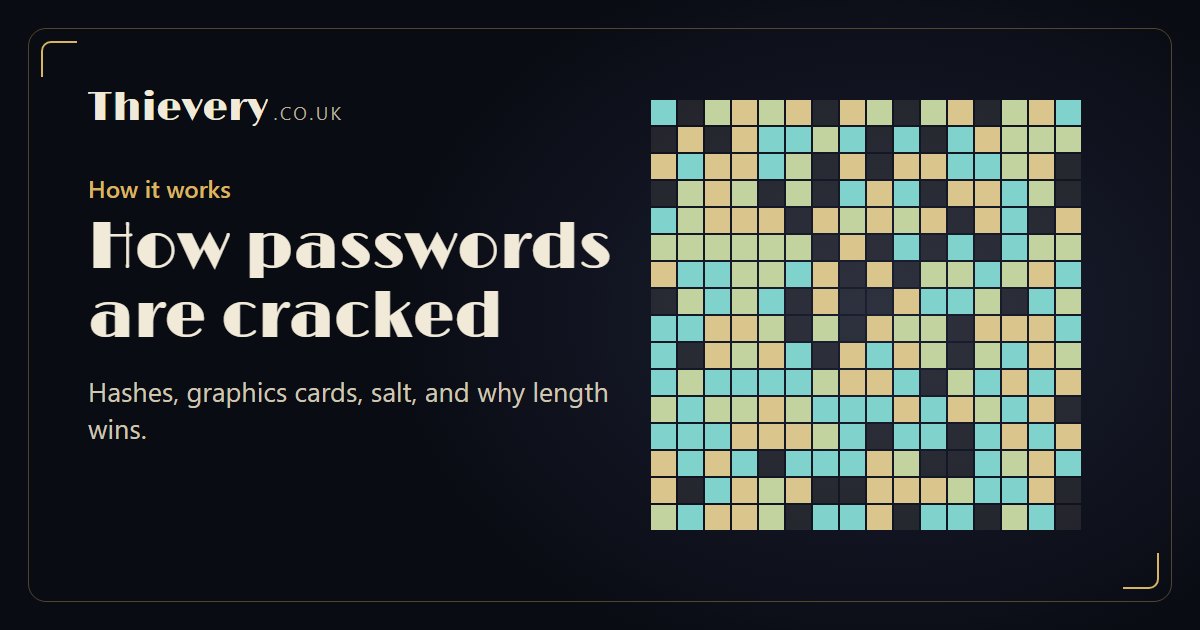 Thievery.CO.UK
How it works
How passwords
are cracked
Hashes, graphics cards, salt, and why length
wins.